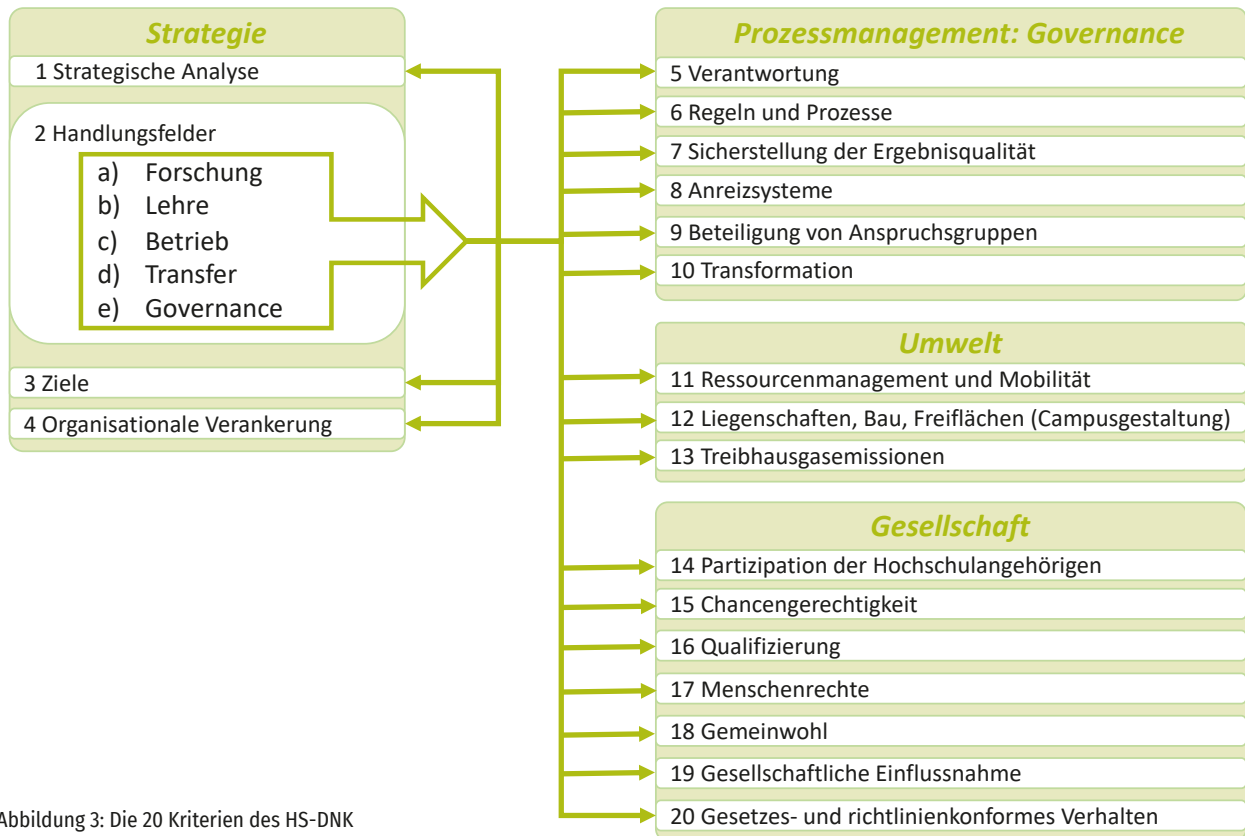 Strategie
1 Strategische Analyse
2 Handlungsfelder
a) Forschung
b) Lehre
c) Betrieb
d) Transfer
e) Governance
3 Ziele
4 Organisationale Verankerung
Prozessmanagement: Governance
5 Verantwortung
6 Regeln und Prozesse
7 Sicherstellung der Ergebnisqualität
8 Anreizsysteme
9 Beteiligung von Anspruchsgruppen
10 Transformation
Umwelt
11 Ressourcenmanagement und Mobilität
12 Liegenschaften, Bau, Freiflächen (Campusgestaltung)
13 Treibhausgasemissionen
Gesellschaft
14 Partizipation der Hochschulangehörigen
15 Chancengerechtigkeit
16 Qualifizierung
17 Menschenrechte
18 Gemeinwohl
19 Gesellschaftliche Einflussnahme
20 Gesetzes- und richtlinienkonformes Verhalten
Abbildung 3: Die 20 Kriterien des HS-DNK